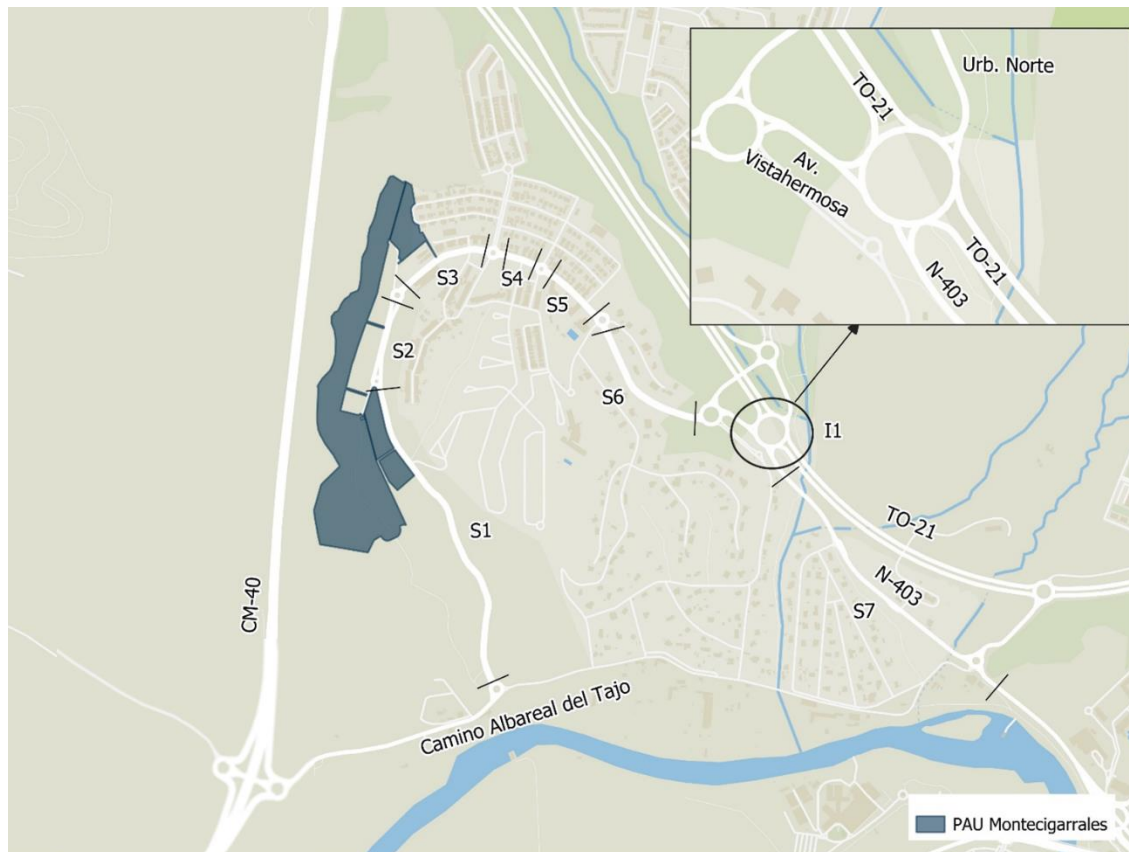 Urb. Norte
TO-21
Av.
Vistahermosa
TO-21
N-403
S3
S4
S5
S2
S6
I1
S1
TO-21
N-403
CM-40
S7
Camino Albareal del Tajo
PAU Montecigarrales